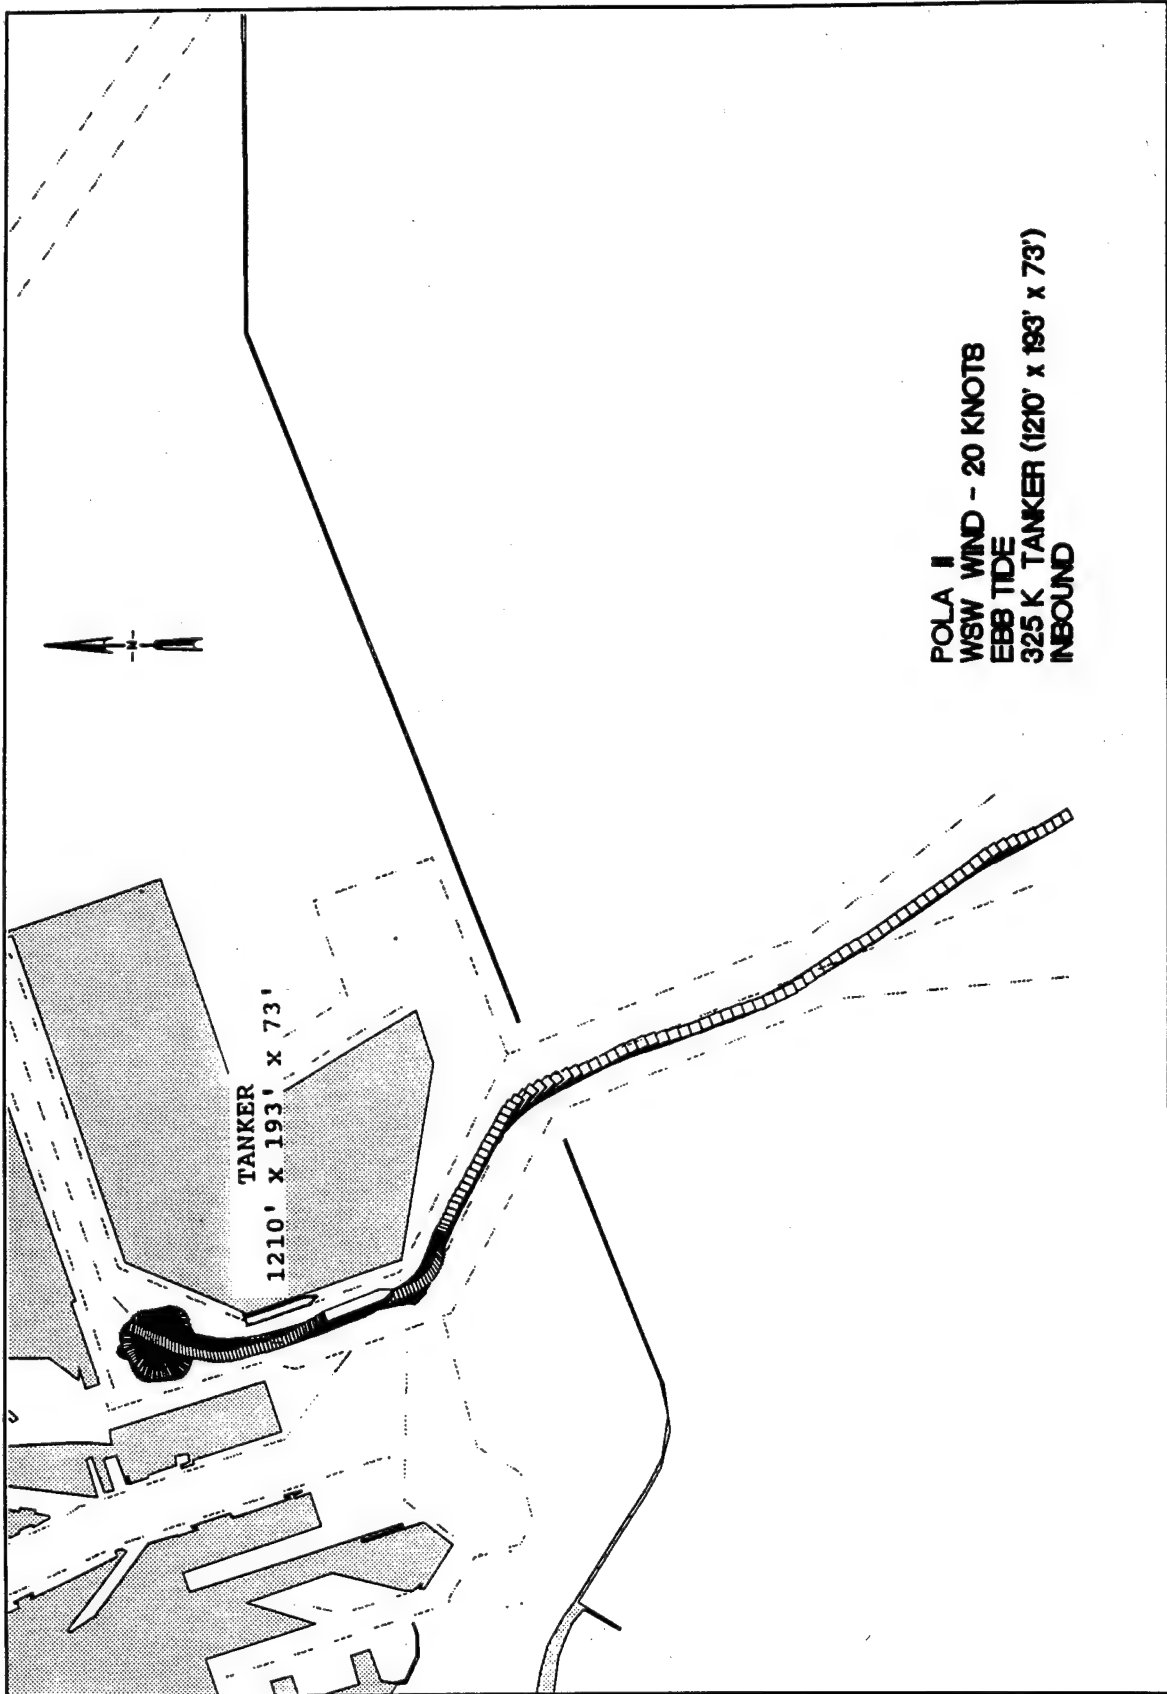 N
TANKER
1210' x 193' x 73'
POLA II
WSW WIND - 20 KNOTS
EBB TIDE
325 K TANKER (1210' x 193' x 73')
INBOUND